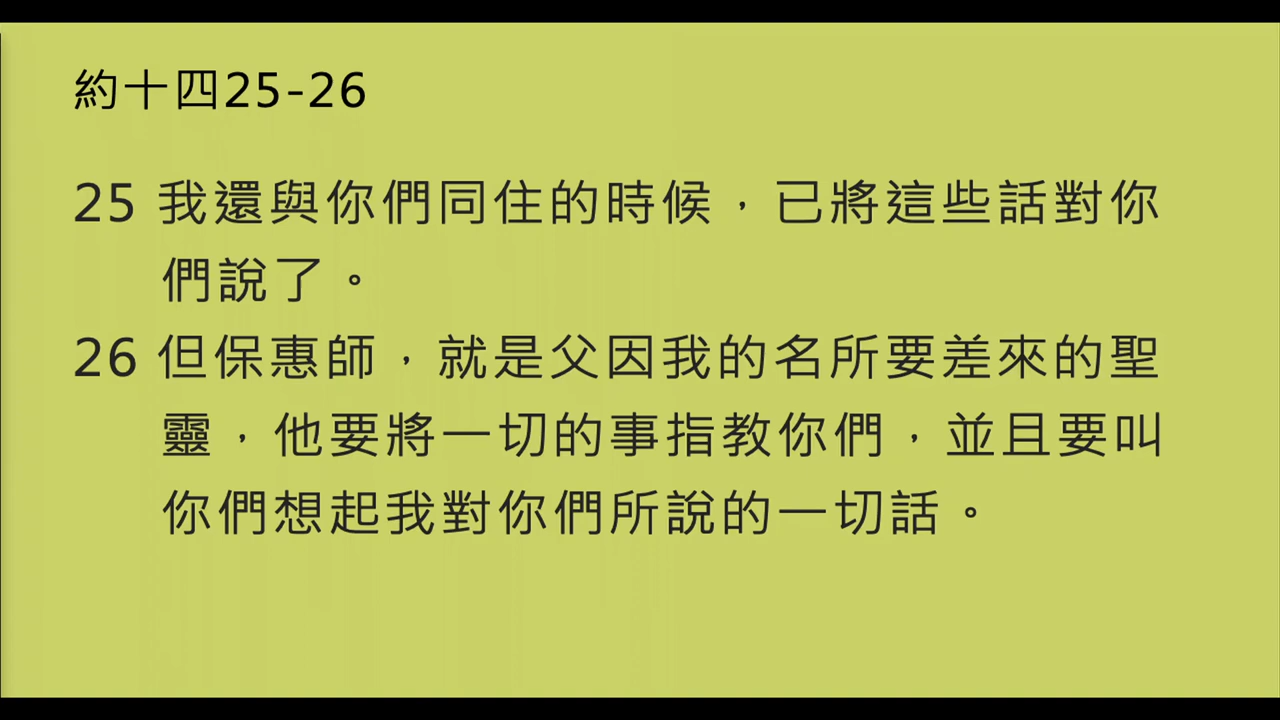 約十四25-26
25 我還與你們同住的時候，已將這些話對你
們說了。
26 但保惠師，就是父因我的名所要差來的聖
靈，他要將一切的事指教你們，並且要叫
你們想起我對你們所說的一切話。